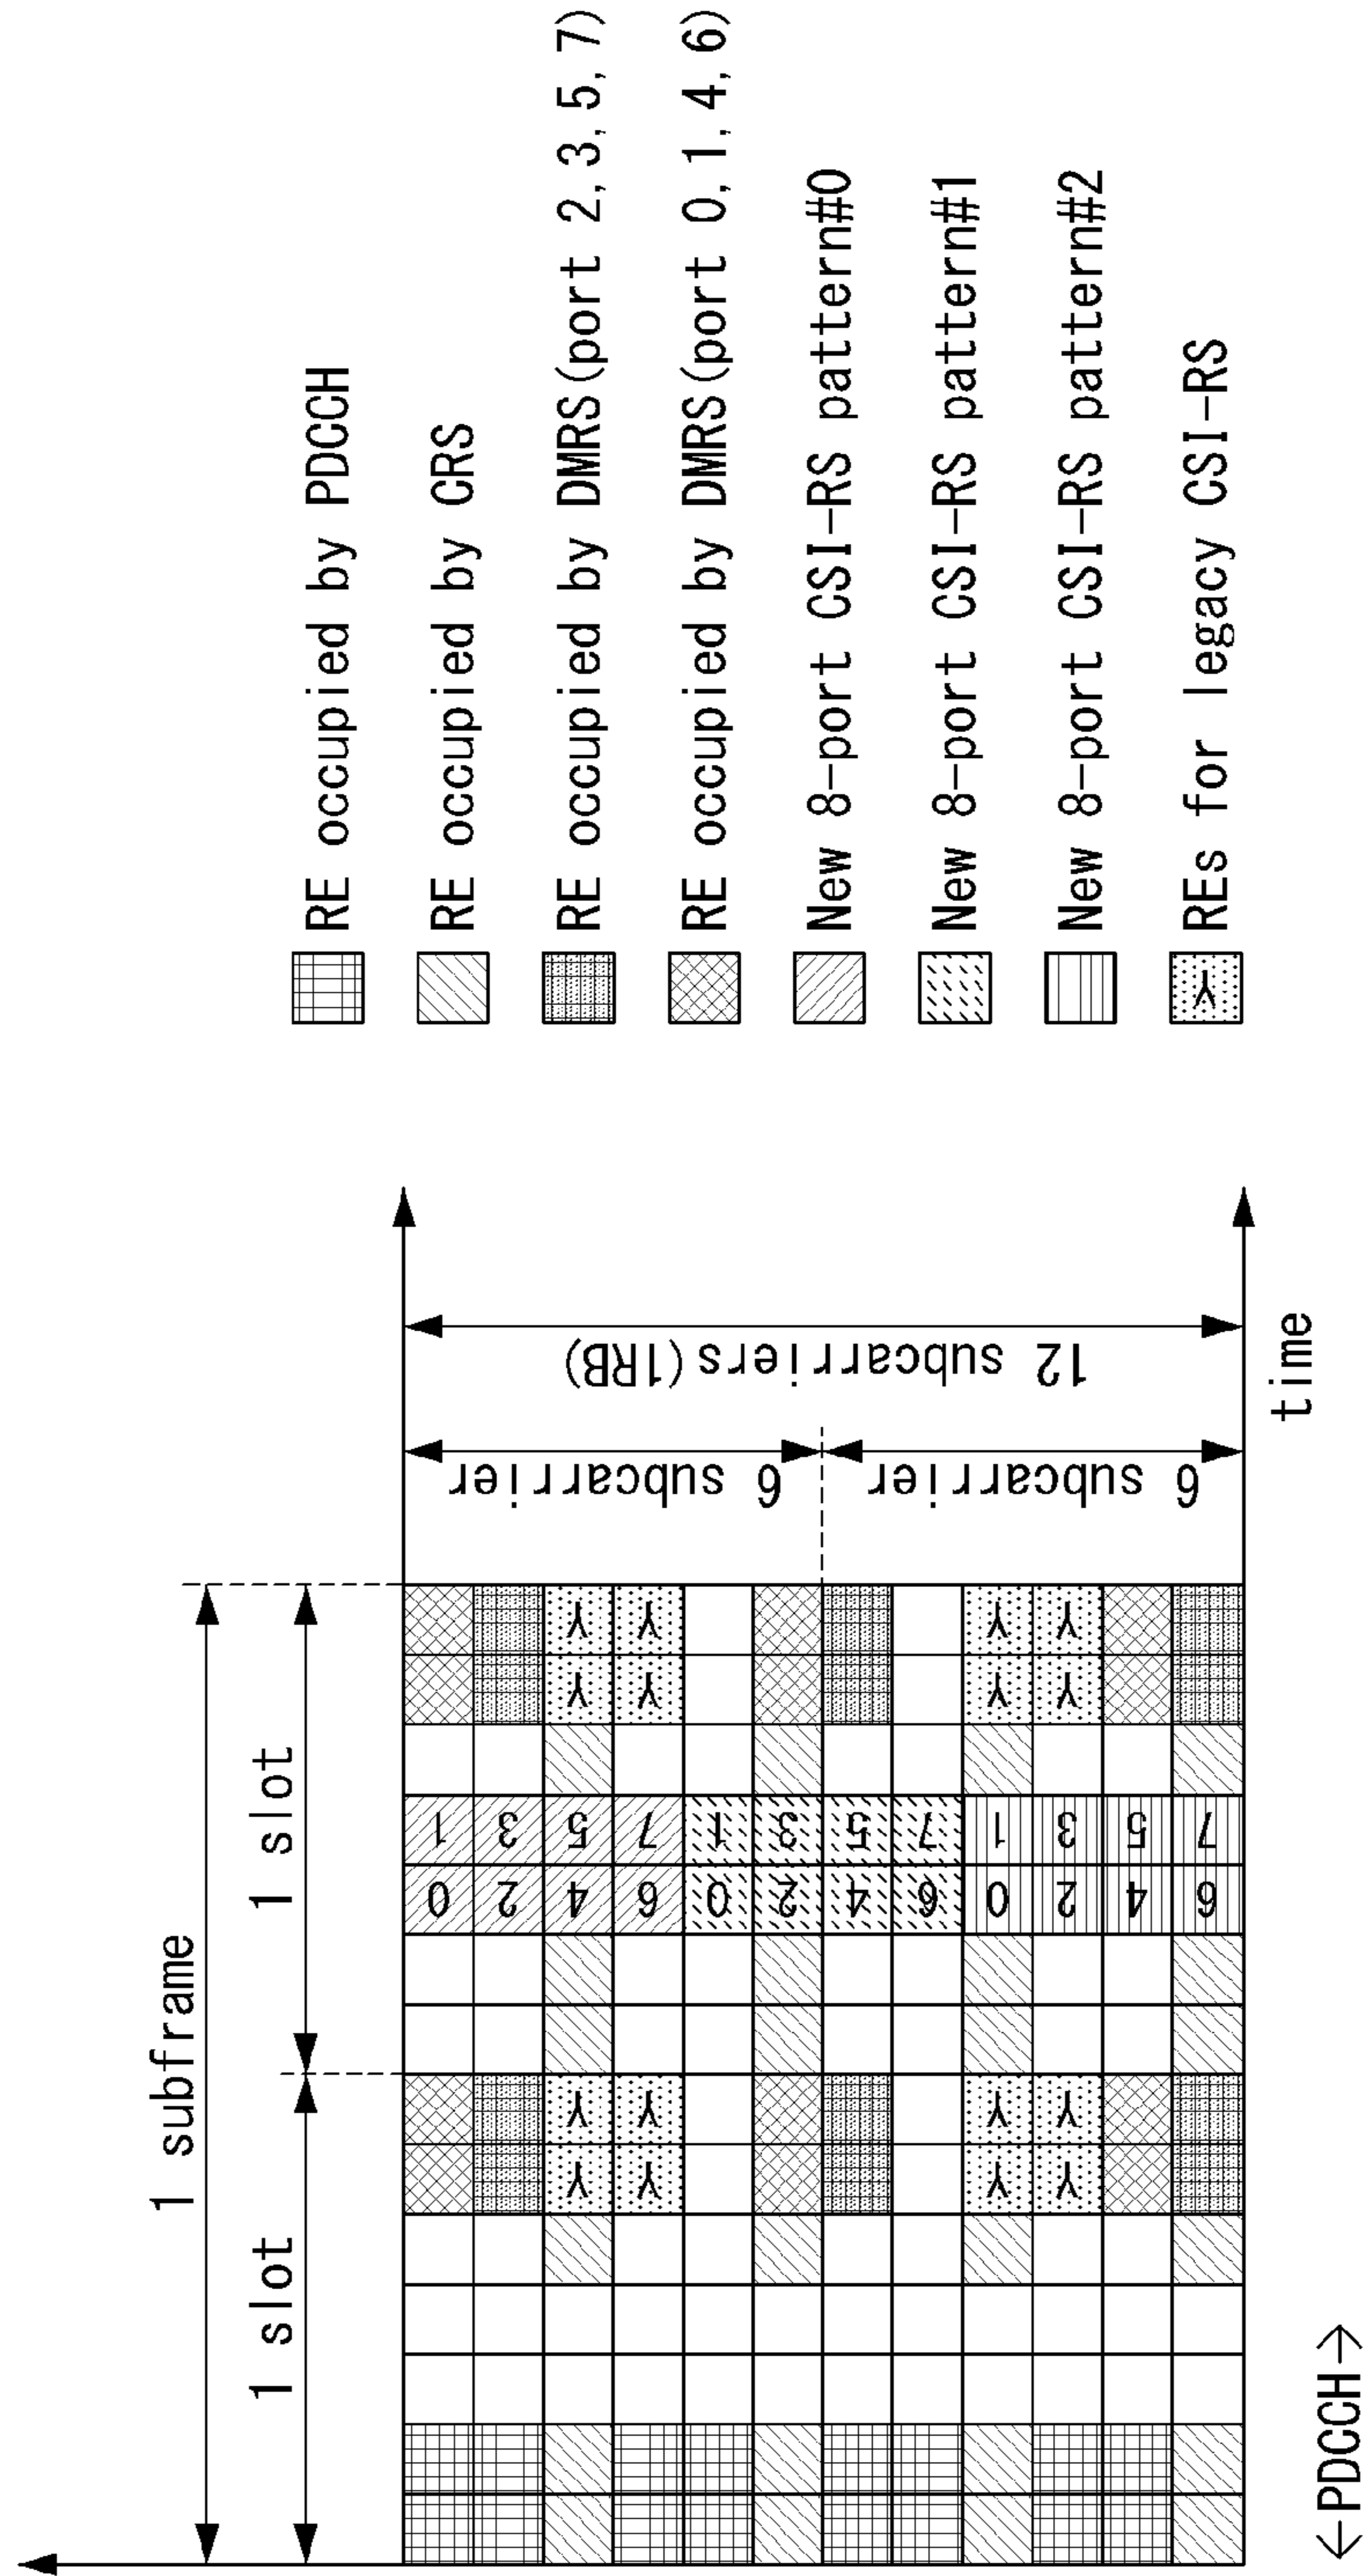 1 subframe
1 slot
1 slot
0 1
2 3
Y Y 4 5 Y Y
Y Y 6 7 Y Y
0 1
2 3
4 5
6 7
Y Y 0 1 Y Y
Y Y 2 3 Y Y
4 5
6 7
6 subcarrier
6 subcarrier
12 subcarriers(1RB)
time
←PDCCH→
RE occupied by PDCCH
RE occupied by CRS
RE occupied by DMRS(port 2,3,5,7)
RE occupied by DMRS(port 0,1,4,6)
New 8-port CSI-RS pattern#0
New 8-port CSI-RS pattern#1
New 8-port CSI-RS pattern#2
Y REs for legacy CSI-RS